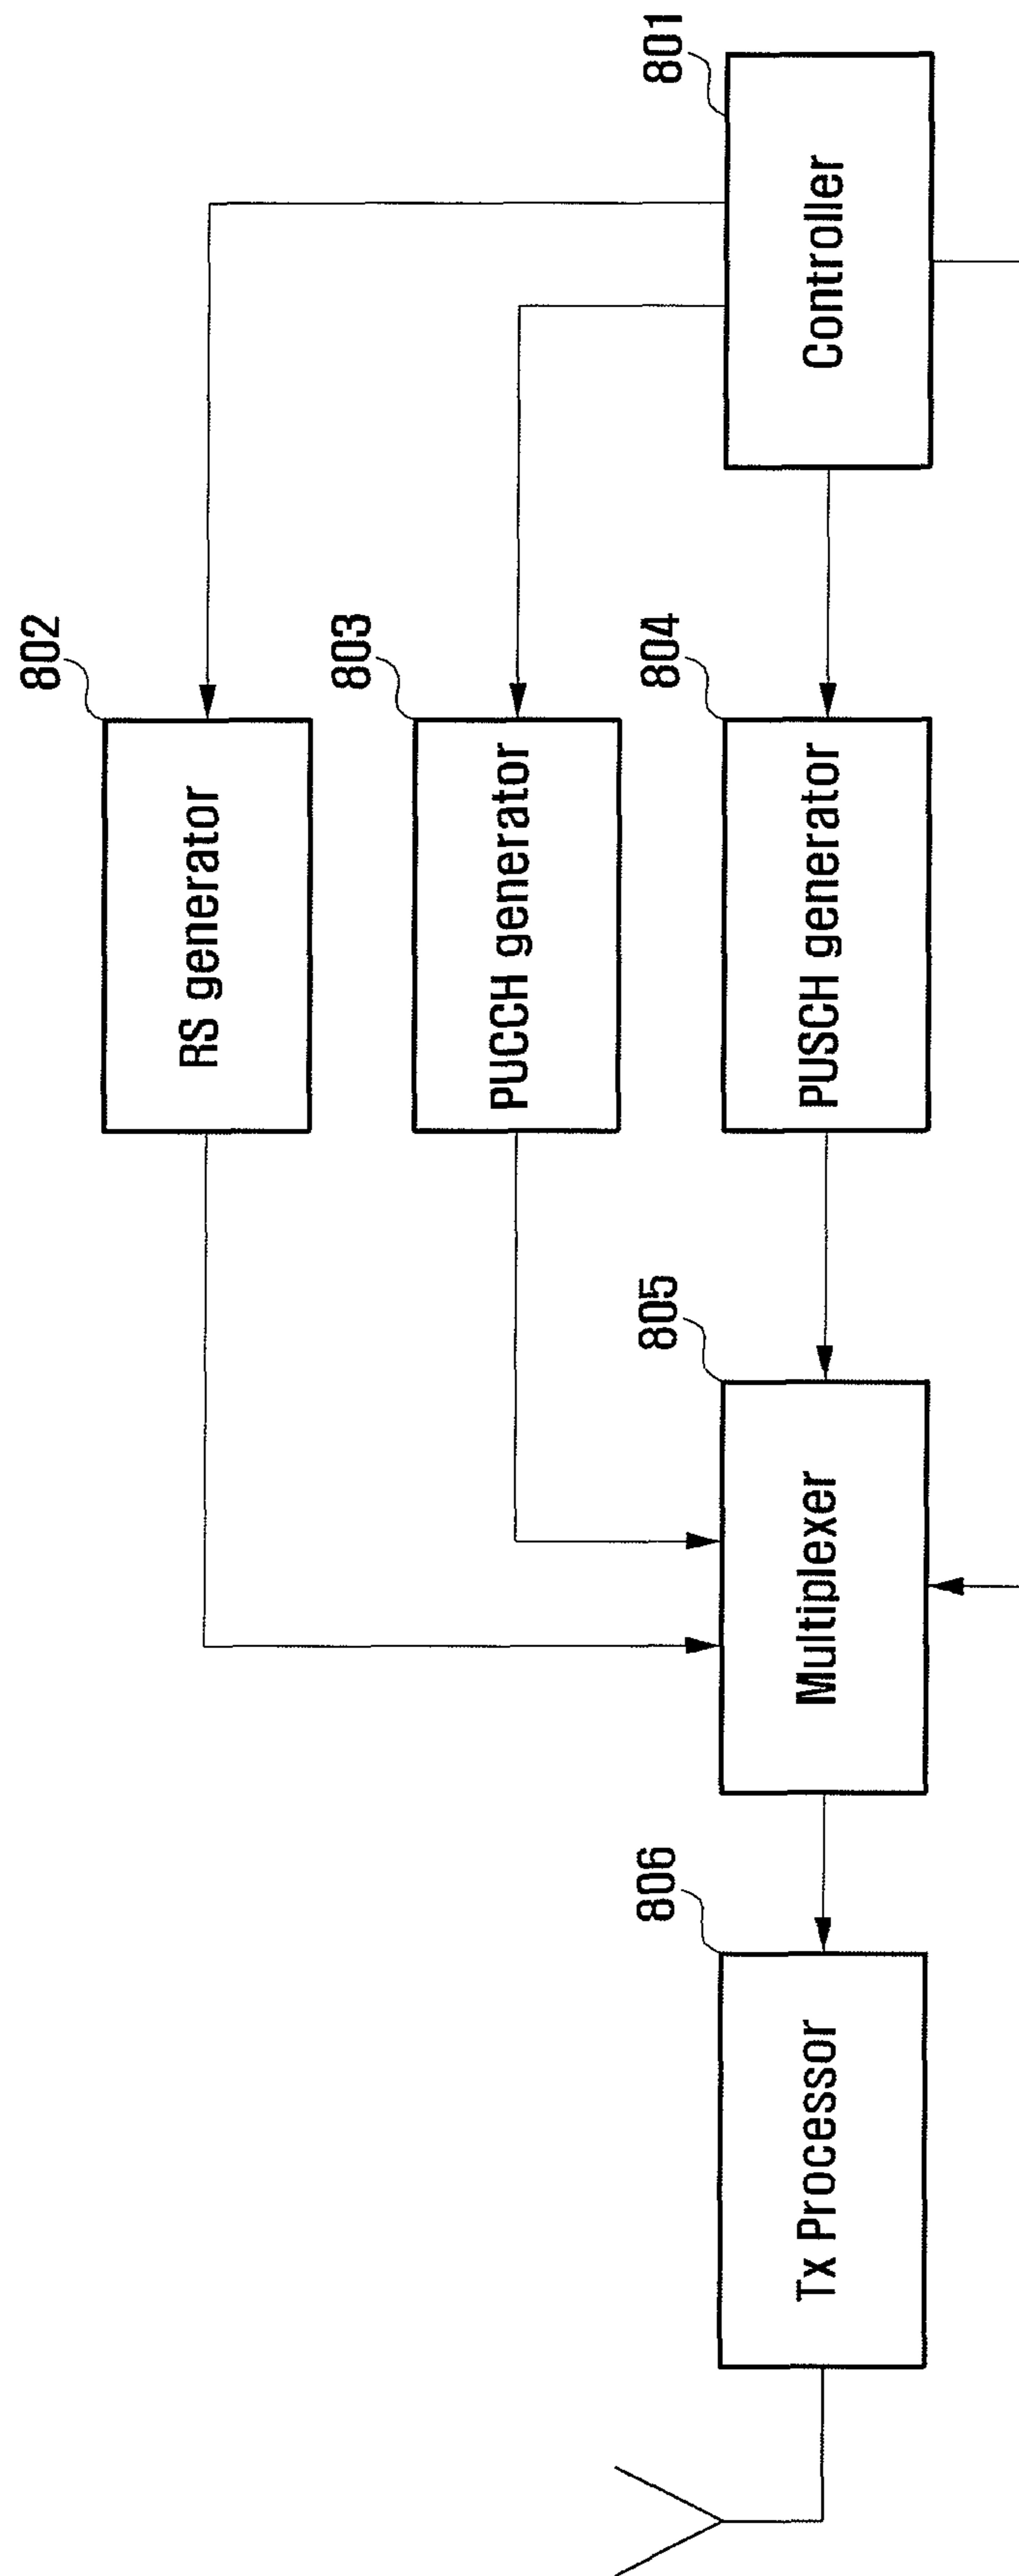 802
RS generator
803
PUCCH generator
801
Controller
804
PUSCH generator
805
Multiplexer
806
Tx Processor